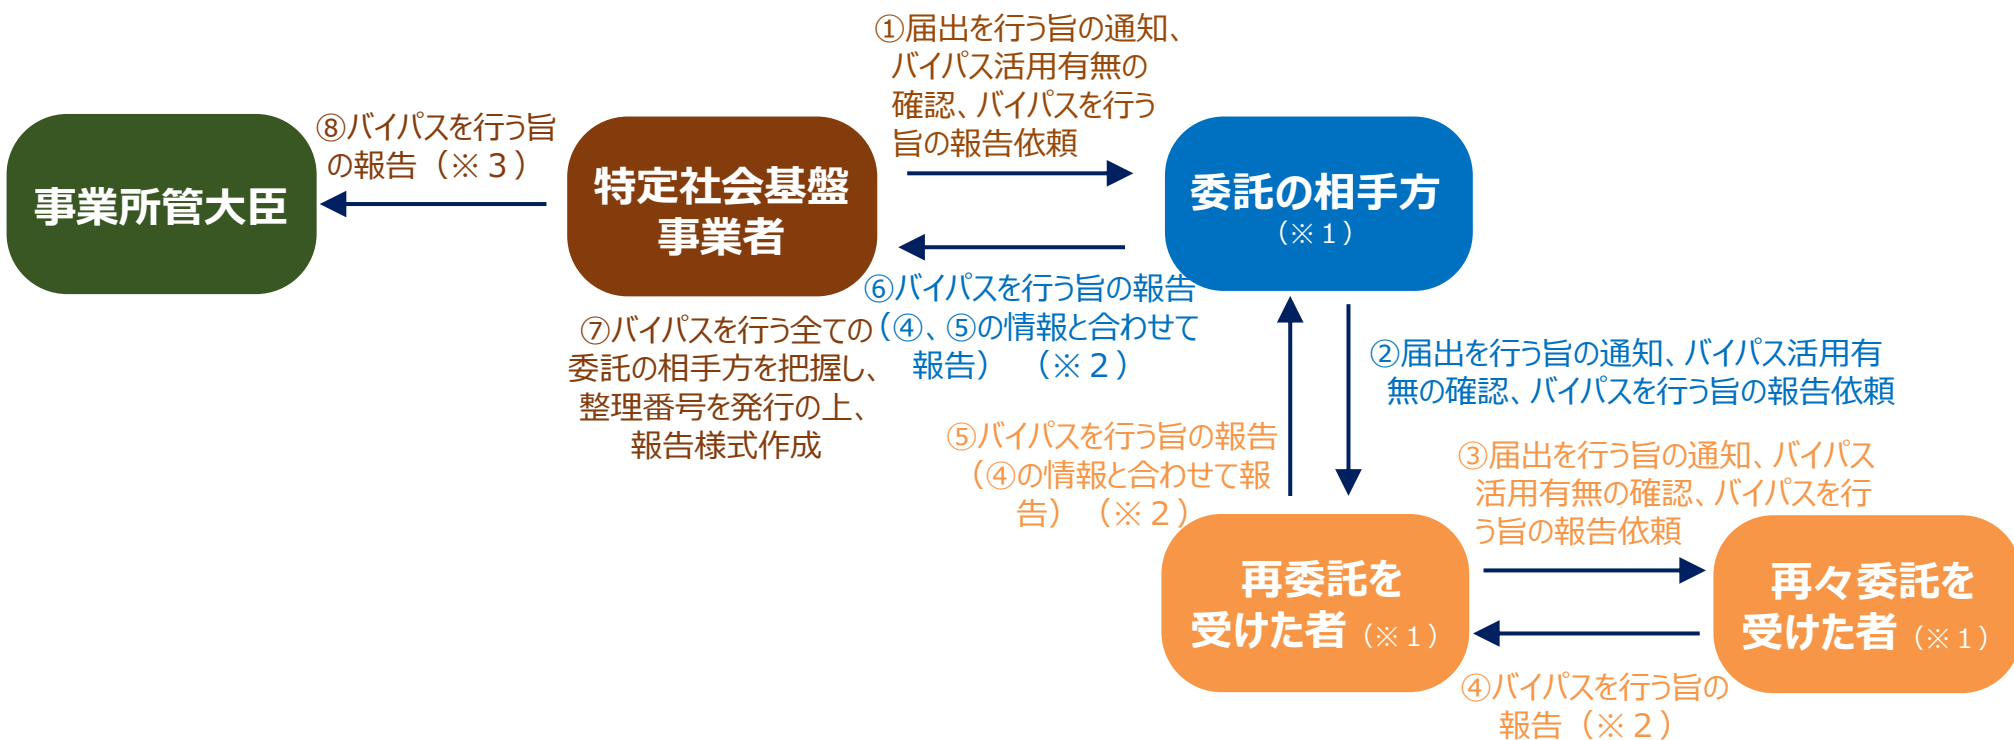 ①届出を行う旨の通知、
バイパス活用有無の
確認、バイパスを行う
旨の報告依頼
⑧バイパスを行う旨
の報告（※３）
事業所管大臣
特定社会基盤
事業者
委託の相手方
（※１）
⑥バイパスを行う旨の報告
（④、⑤の情報と合わせて
報告）　（※２）
⑦バイパスを行う全ての
委託の相手方を把握し、
整理番号を発行の上、
報告様式作成
②届出を行う旨の通知、バイパス活用有
無の確認、バイパスを行う旨の報告依頼
⑤バイパスを行う旨の報告
（④の情報と合わせて報
告）（※２）
③届出を行う旨の通知、バイパス
活用有無の確認、バイパスを行
う旨の報告依頼
再委託を
受けた者（※１）
再々委託を
受けた者（※１）
④バイパスを行う旨の
報告（※２）